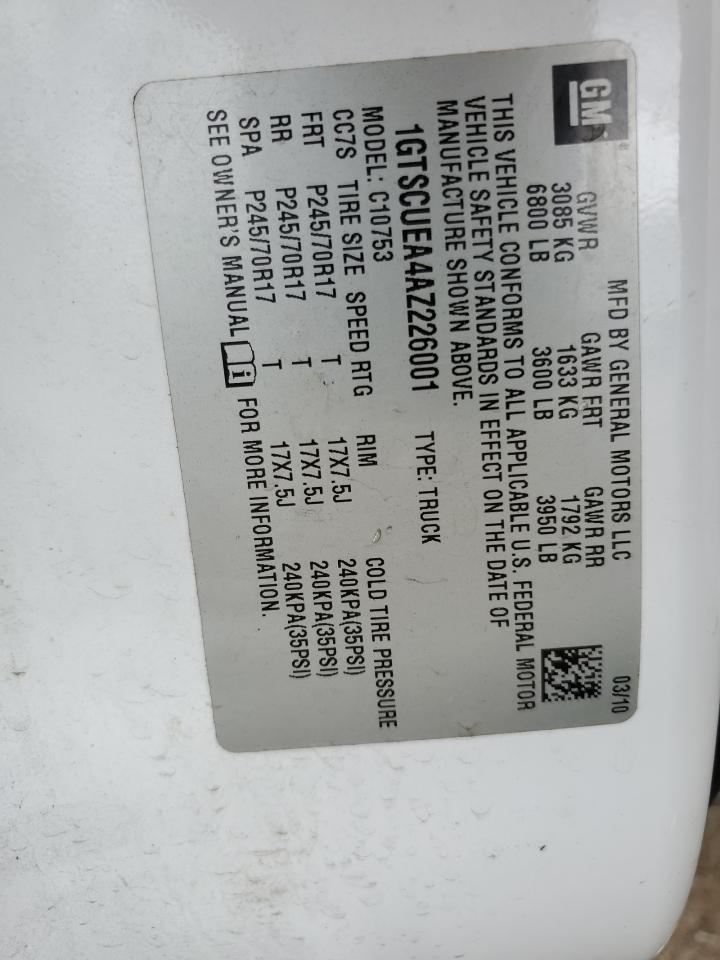 GM®
MFD BY GENERAL MOTORS LLC 03/10
GVWR GAWR FRT GAWR RR
3085 KG 1633 KG 1792 KG
6800 LB 3600 LB 3950 LB
THIS VEHICLE CONFORMS TO ALL APPLICABLE U.S. FEDERAL MOTOR
VEHICLE SAFETY STANDARDS IN EFFECT ON THE DATE OF
MANUFACTURE SHOWN ABOVE.
1GTSCUEA4AZ226001 TYPE: TRUCK
MODEL: C10753
CC7S TIRE SIZE SPEED RTG RIM COLD TIRE PRESSURE
FRT P245/70R17 T 17X7.5J 240KPA(35PSI)
RR P245/70R17 T 17X7.5J 240KPA(35PSI)
SPA P245/70R17 T 17X7.5J 240KPA(35PSI)
SEE OWNER'S MANUAL i FOR MORE INFORMATION.